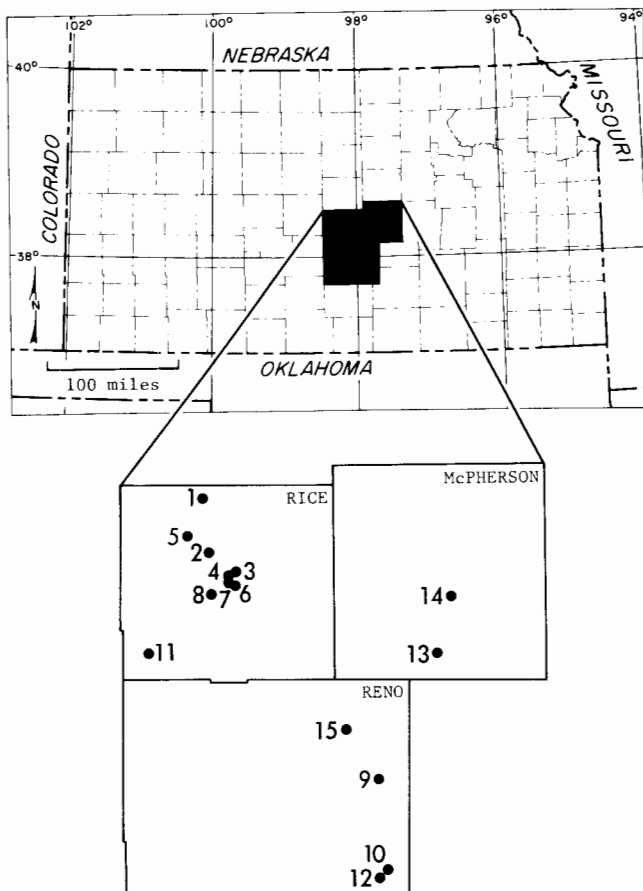 102° 100° 98° 96° 94°
40°
NEBRASKA
MISSOURI
COLORADO
38°
N
100 miles
OKLAHOMA
McPHERSON
1
RICE
5
2
4 3
8 7 6
14
11
13
RENO
15
9
10
12